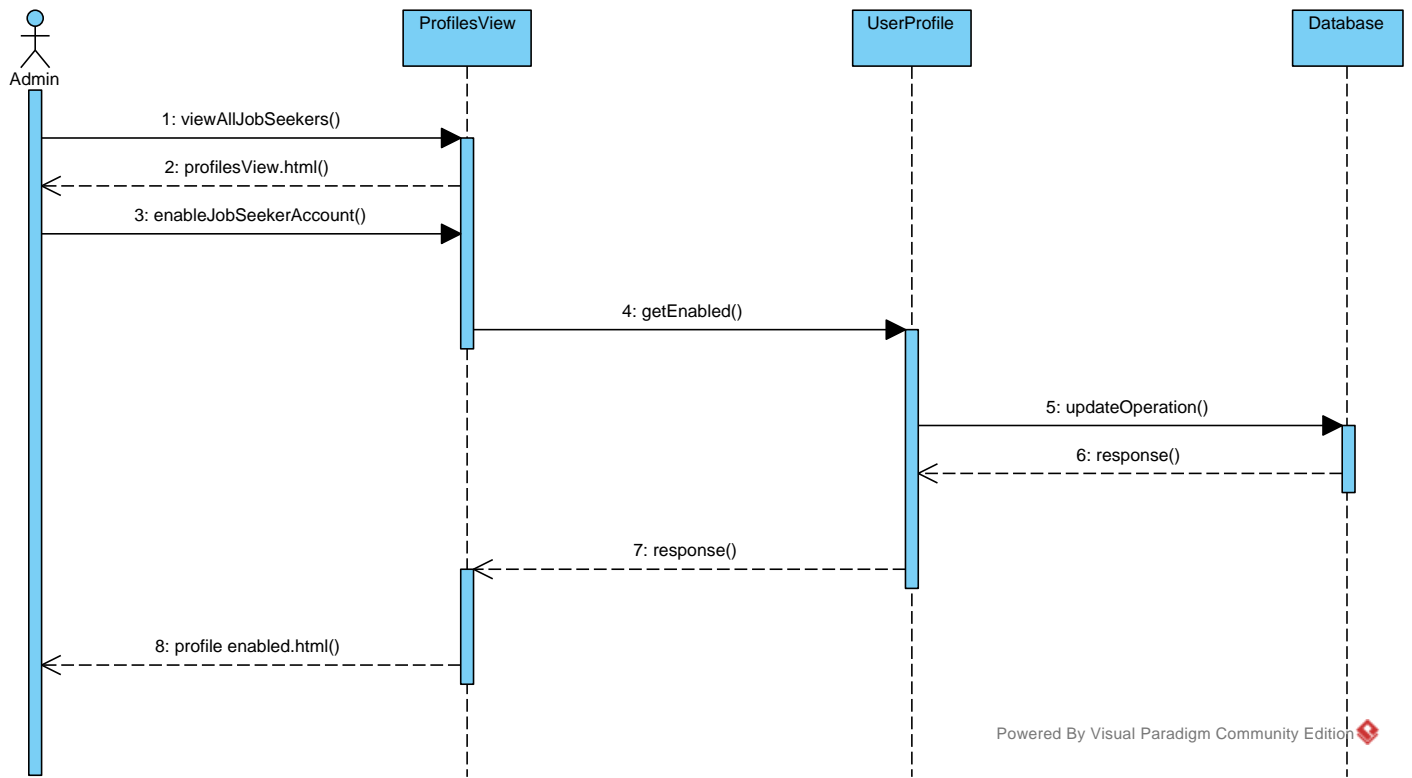 ProfilesView
UserProfile
Database
Admin
1: viewAllJobSeekers()
2: profilesView.html()
3: enableJobSeekerAccount()
4: getEnabled()
5: updateOperation()
6: response()
7: response()
8: profile enabled.html()
Powered By Visual Paradigm Community Edition